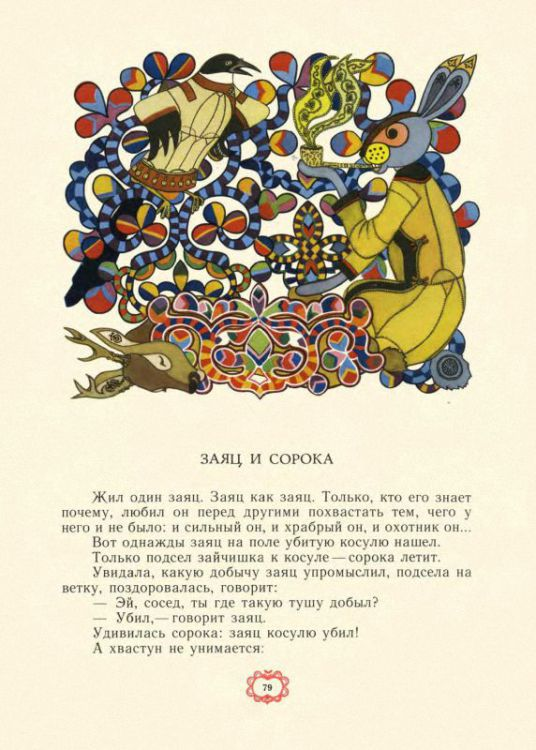 ЗАЯЦ И СОРОКА
Жил один заяц. Заяц как заяц. Только, кто его знает
почему, любил он перед другими похвастать тем, чего у
него и не было: и сильный он, и храбрый он, и охотник он...
Вот однажды заяц на поле убитую косулю нашел.
Только подсел зайчишка к косуле — сорока летит.
Увидала, какую добычу заяц упромыслил, подсела на
ветку, поздоровалась, говорит:
— Эй, сосед, ты где такую тушу добыл?
— Убил,— говорит заяц.
Удивилась сорока: заяц косулю убил!
А хвастун не унимается:
79